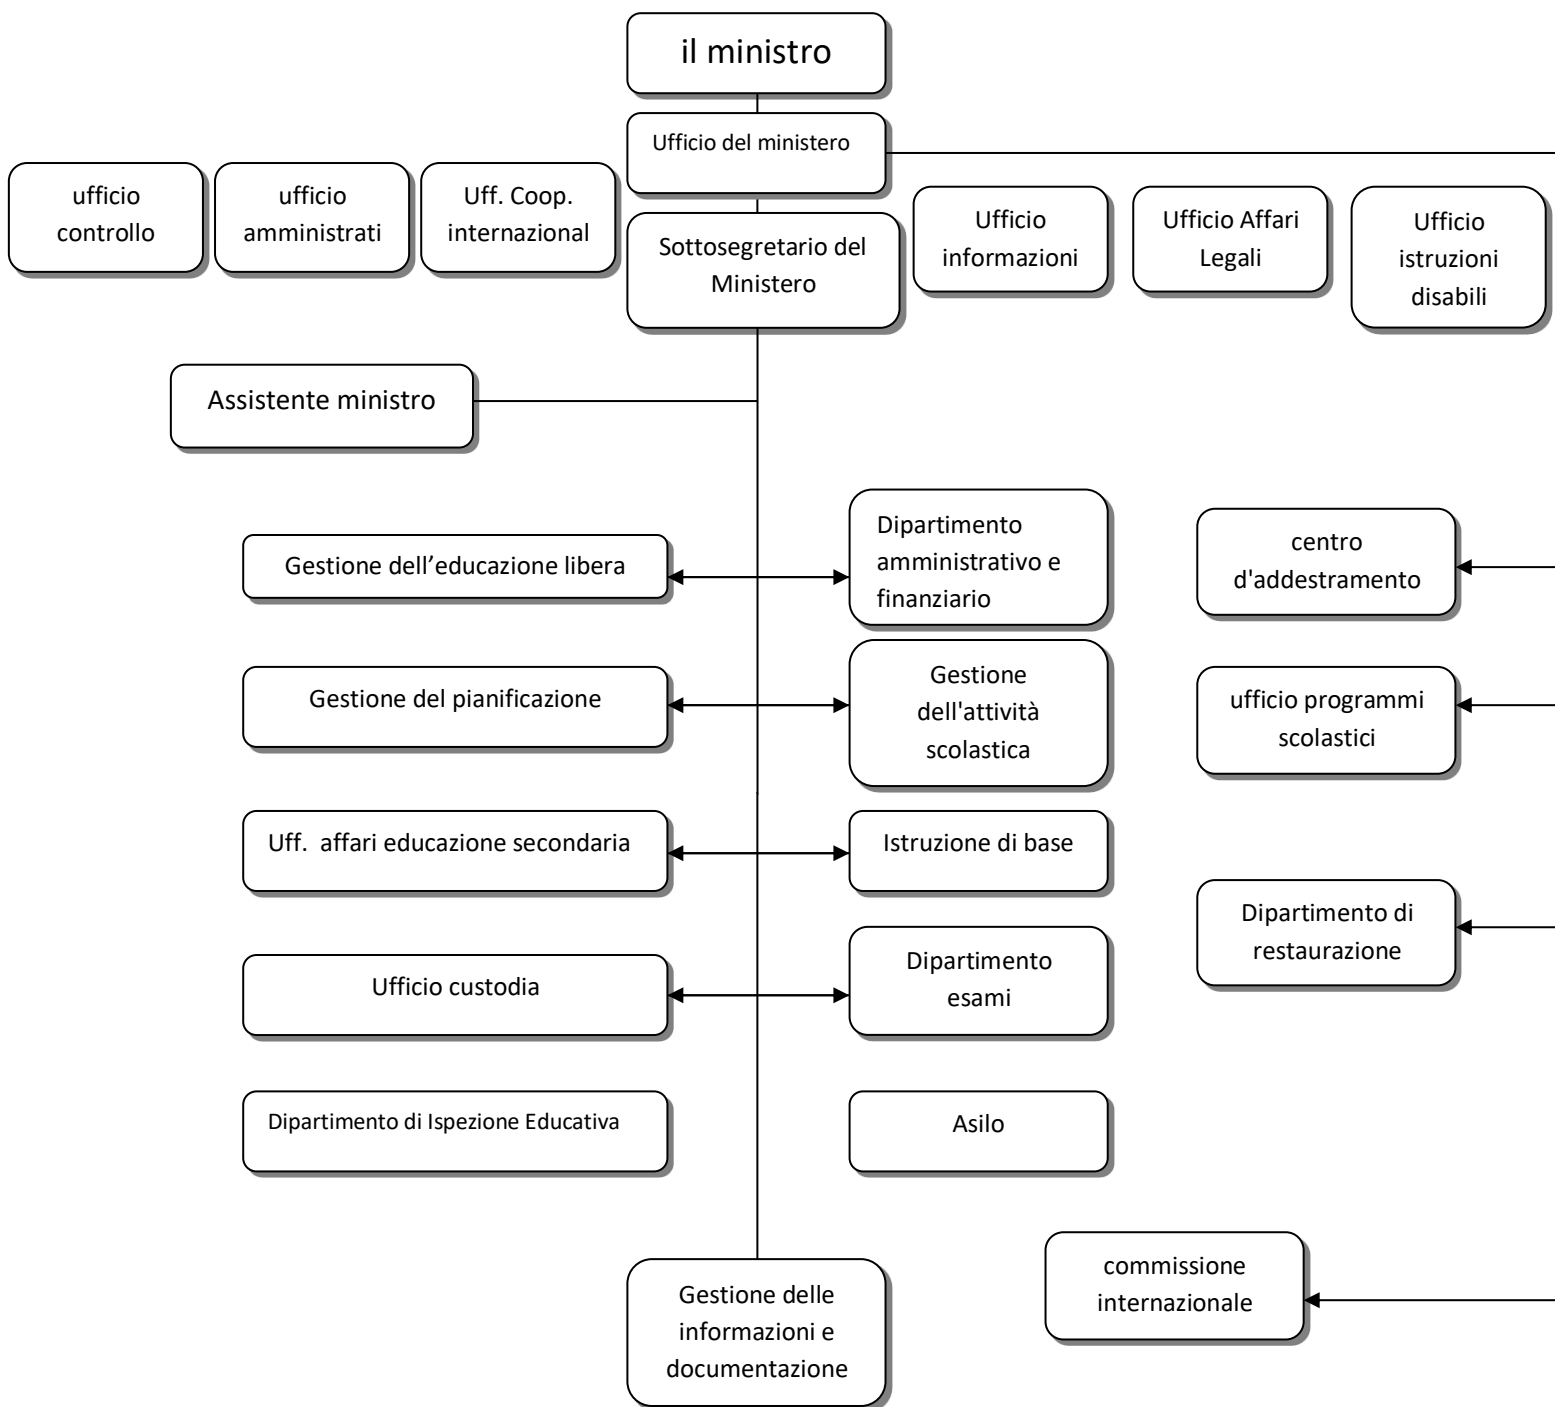 il ministro
Ufficio del ministero
ufficio
controllo
ufficio
amministrati
Uff. Coop.
internazional
Sottosegretario del
Ministero
Ufficio
informazioni
Ufficio Affari
Legali
Ufficio
istruzioni
disabili
Assistente ministro
Gestione dell’educazione libera
Dipartimento
amministrativo e
finanziario
centro
d'addestramento
Gestione del pianificazione
Gestione
dell'attività
scolastica
ufficio programmi
scolastici
Uff. affari educazione secondaria
Istruzione di base
Dipartimento di
restaurazione
Ufficio custodia
Dipartimento
esami
Dipartimento di Ispezione Educativa
Asilo
Gestione delle
informazioni e
documentazione
commissione
internazionale